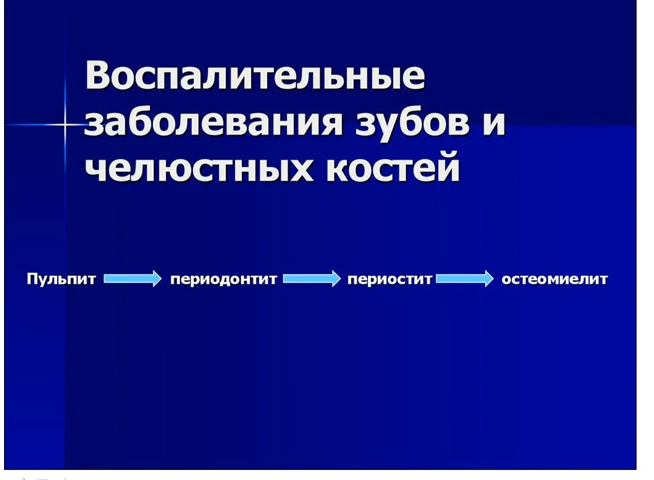 Воспалительные
заболевания зубов и
челюстных костей
Пульпит периодонтит периостит остеомиелит